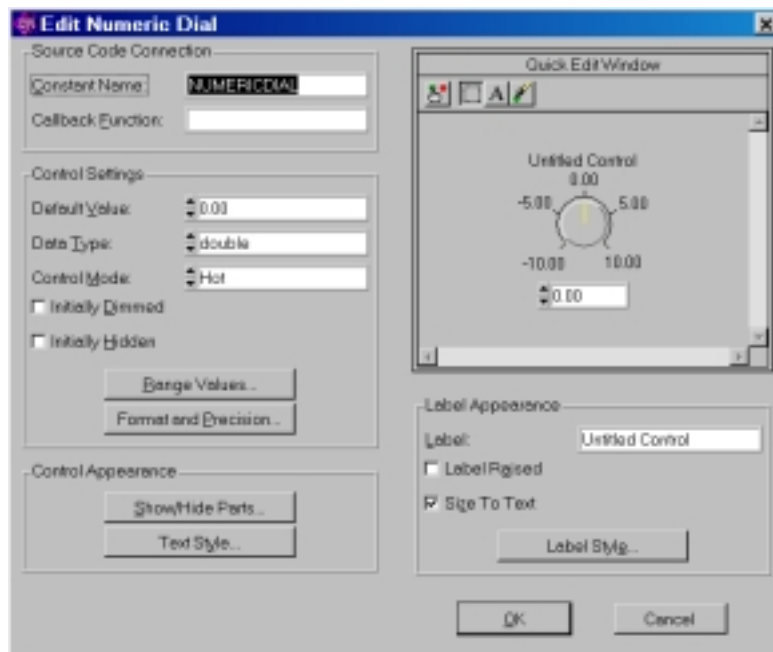 Edit Numeric Dial
Source Code Connection
Constant Name: NUMERICDIAL
Callback Function:
Control Settings
Default Value: 0.00
Data Type: double
Control Mode: Hot
Initially Dimmed
Initially Hidden
Range Values...
Format and Precision...
Control Appearance
Show/Hide Parts...
Text Style...
Quick Edit Window
A
Untitled Control
0.00
-5.00 5.00
-10.00 10.00
0.00
Label Appearance
Label: Untitled Control
Label Raised
Size To Text
Label Style...
OK Cancel